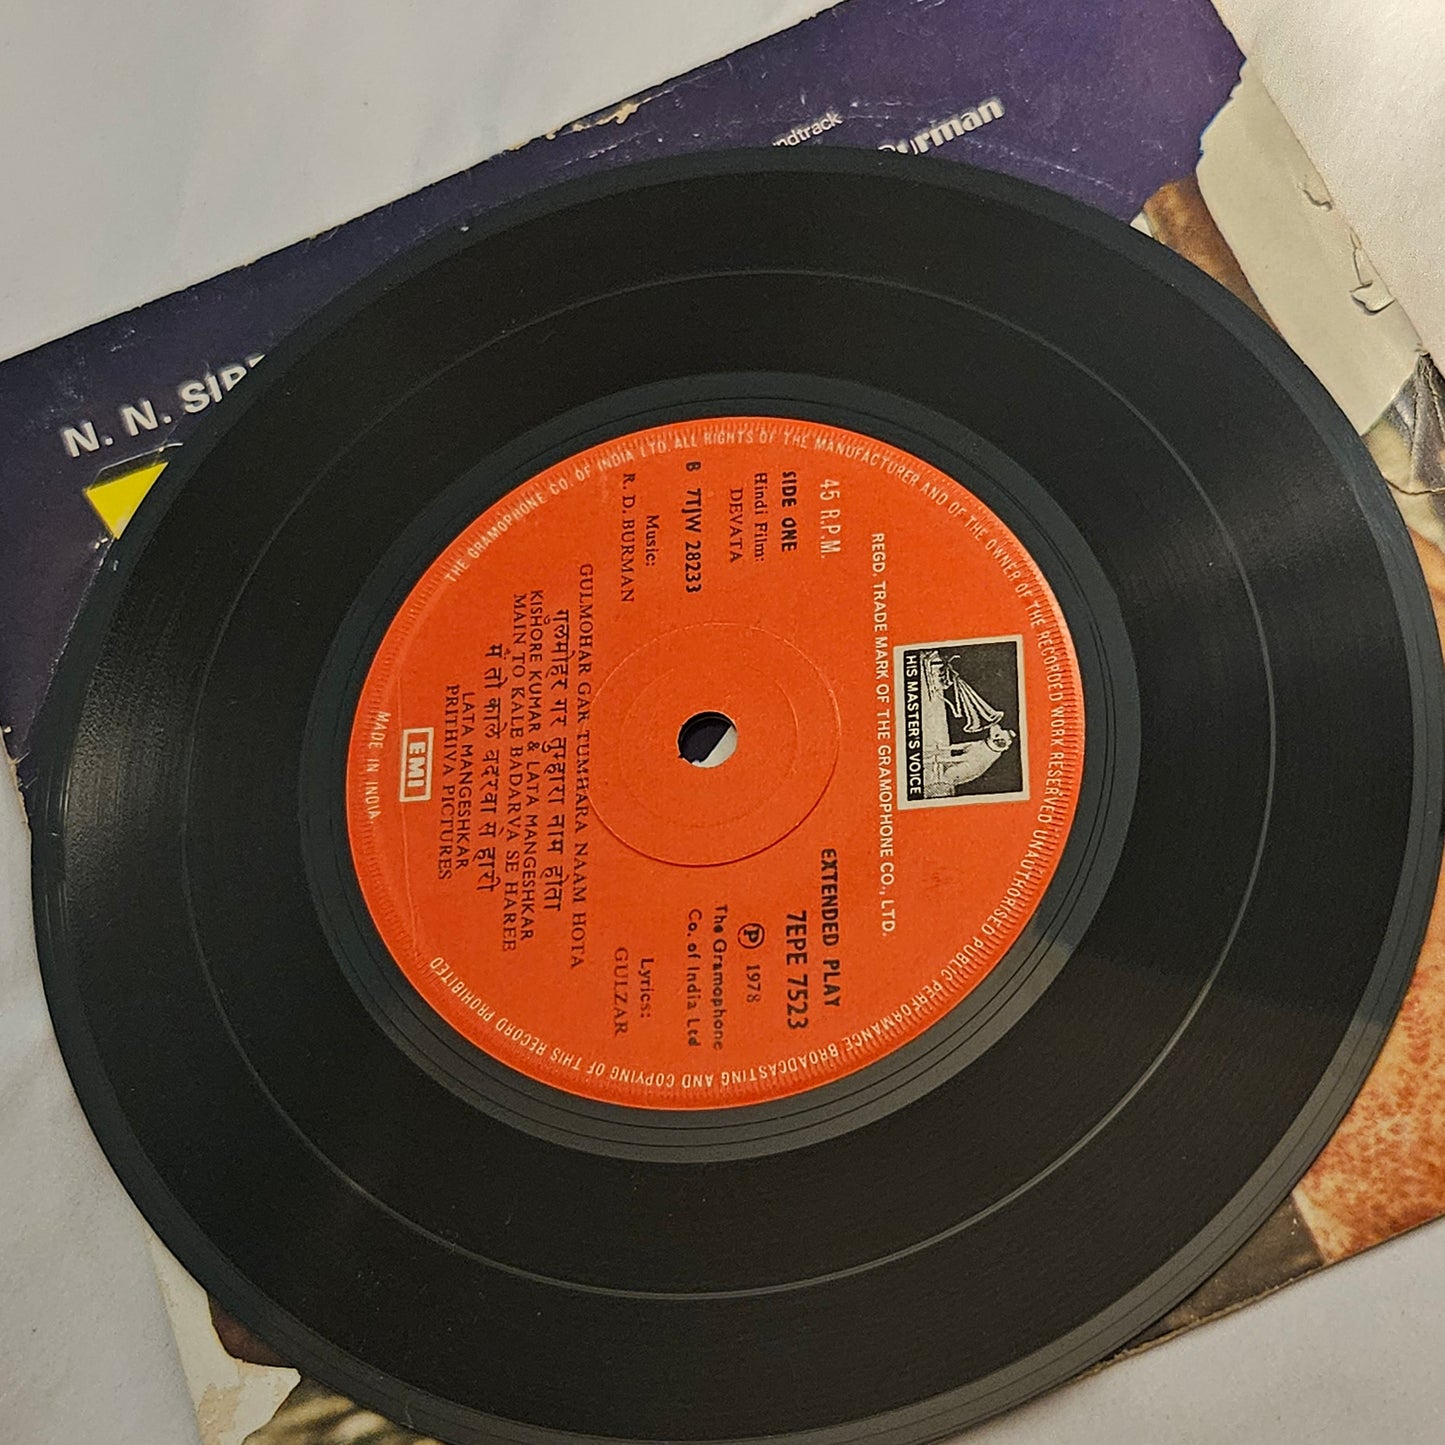 ndtrack
Burman
N. N. SIPP
THE GRAMOPHONE CO. OF INDIA LTD. ALL RIGHTS OF THE MANUFACTURER AND OF THE OWNER OF THE RECORDED WORK RESERVED UNAUTHORISED PUBLIC PERFORMANCE BROADCASTING AND COPYING OF THIS RECORD PROHIBITED
HIS MASTER'S VOICE
REGD. TRADE MARK OF THE GRAMOPHONE CO., LTD.
45 R.P.M.
EXTENDED PLAY
SIDE ONE
7EPE 7523
Hindi Film:
DEVATA
Ⓟ 1978
The Gramophone
Co. of India Ltd
B 7TJW 28233
Music:
R. D. BURMAN
Lyrics:
GULZAR
GULMOHAR GAR TUMHARA NAAM HOTA
गुलमोहर गर तुम्हारा नाम होता
KISHORE KUMAR & LATA MANGESHKAR
MAIN TO KALE BADARVA SE HAREE
मैं तो काले बदरवा से हारी
LATA MANGESHKAR
PRITHIVA PICTURES
EMI
MADE IN INDIA.